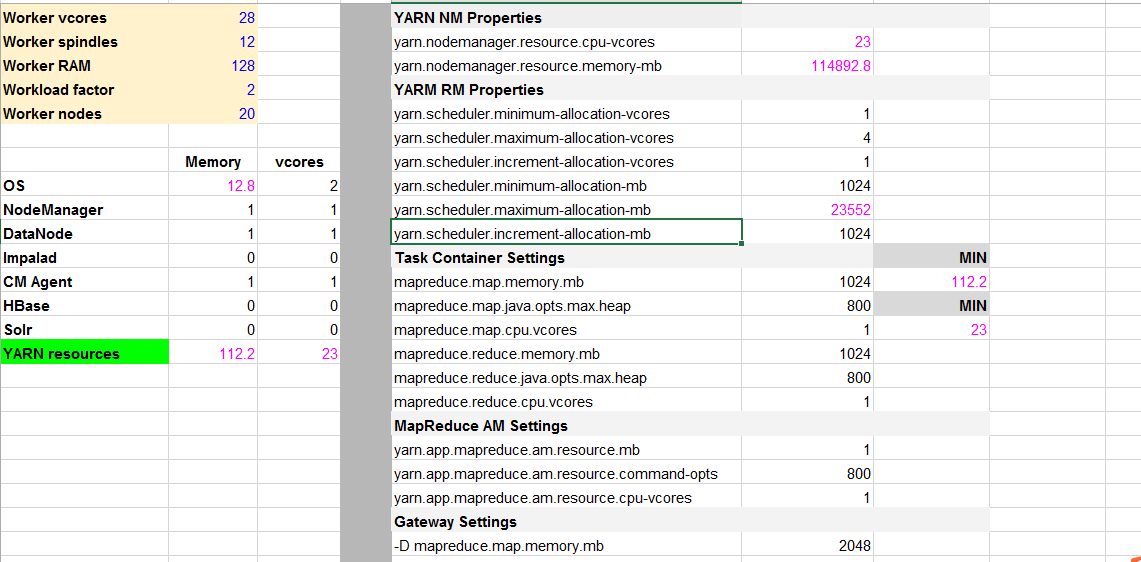 Worker vcores 28
Worker spindles 12
Worker RAM 128
Workload factor 2
Worker nodes 20
Memory vcores
OS 12.8 2
NodeManager 1 1
DataNode 1 1
Impalad 0 0
CM Agent 1 1
HBase 0 0
Solr 0 0
YARN resources 112.2 23
YARN NM Properties
yarn.nodemanager.resource.cpu-vcores 23
yarn.nodemanager.resource.memory-mb 114892.8
YARM RM Properties
yarn.scheduler.minimum-allocation-vcores 1
yarn.scheduler.maximum-allocation-vcores 4
yarn.scheduler.increment-allocation-vcores 1
yarn.scheduler.minimum-allocation-mb 1024
yarn.scheduler.maximum-allocation-mb 23552
yarn.scheduler.increment-allocation-mb 1024
Task Container Settings MIN
mapreduce.map.memory.mb 1024 112.2
mapreduce.map.java.opts.max.heap 800 MIN
mapreduce.map.cpu.vcores 1 23
mapreduce.reduce.memory.mb 1024
mapreduce.reduce.java.opts.max.heap 800
mapreduce.reduce.cpu.vcores 1
MapReduce AM Settings
yarn.app.mapreduce.am.resource.mb 1
yarn.app.mapreduce.am.resource.command-opts 800
yarn.app.mapreduce.am.resource.cpu-vcores 1
Gateway Settings
-D mapreduce.map.memory.mb 2048